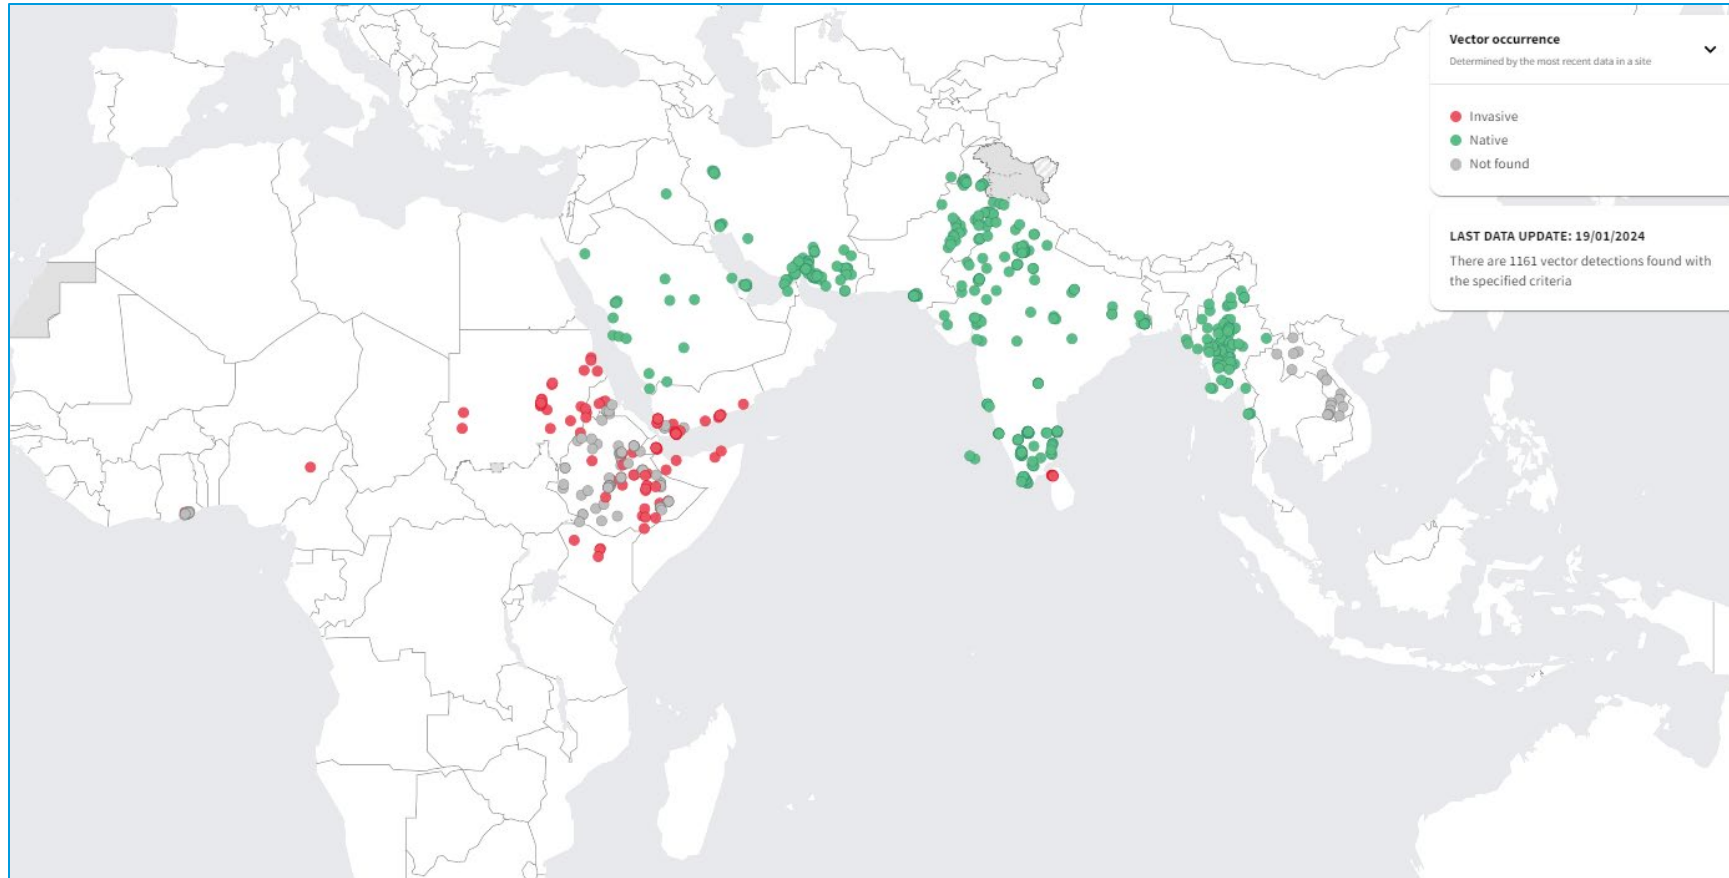 Vector occurrence
Determined by the most recent data in a site
Invasive
Native
Not found
LAST DATA UPDATE: 19/01/2024
There are 1161 vector detections found with
the specified criteria